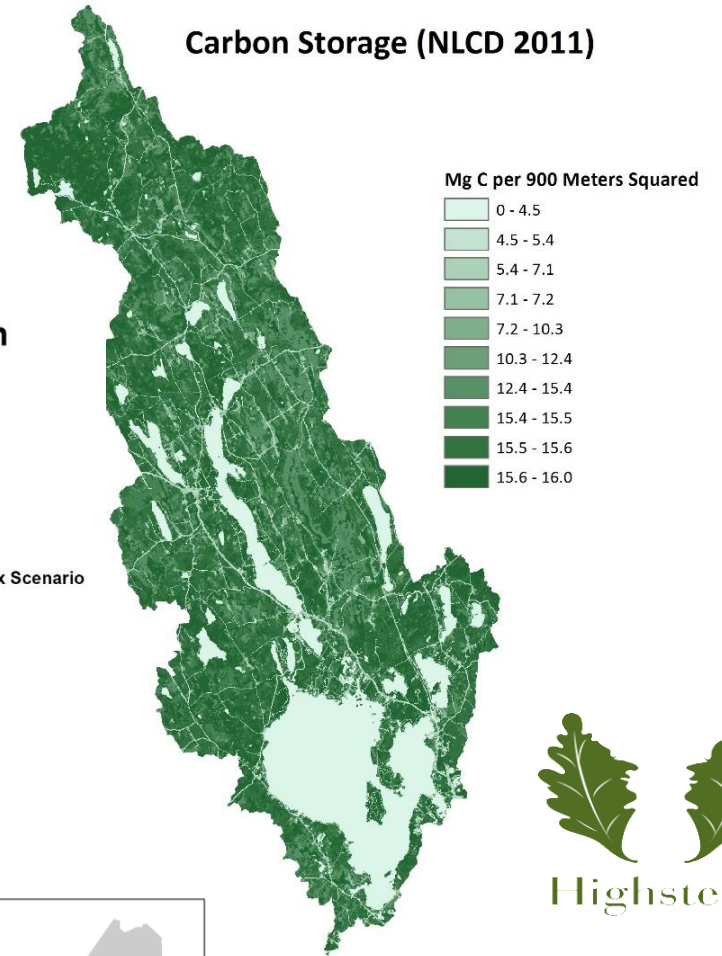 Carbon Storage (NLCD 2011)
Mg C per 900 Meters Squared
0 - 4.5
4.5 - 5.4
5.4 - 7.1
7.1 - 7.2
7.2 - 10.3
10.3 - 12.4
12.4 - 15.4
15.4 - 15.5
15.5 - 15.6
15.6 - 16.0
n
x Scenario
Highste